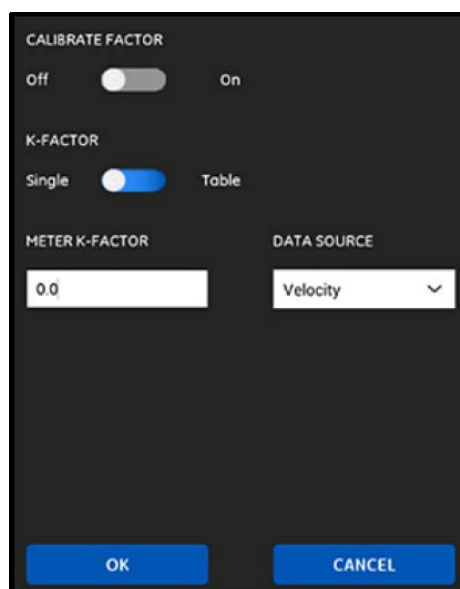 CALIBRATE FACTOR
Off On
K-FACTOR
Single Table
METER K-FACTOR DATA SOURCE
0.0 Velocity
OK CANCEL